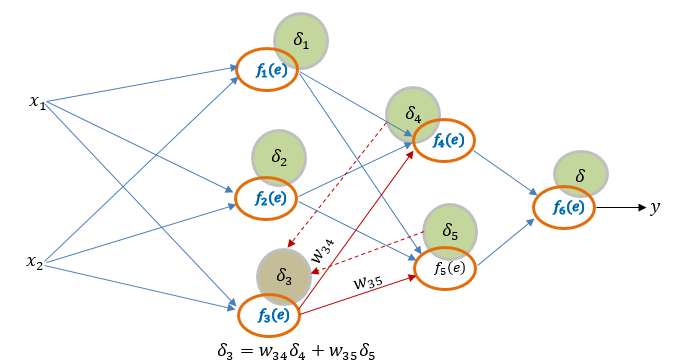 δ₁
f₁(e)
x₁
δ₄
f₄(e)
δ₂
f₂(e)
δ
f₆(e)
y
δ₅
f₅(e)
w₃₄
x₂
δ₃
w₃₅
f₃(e)
δ₃ = w₃₄δ₄ + w₃₅δ₅